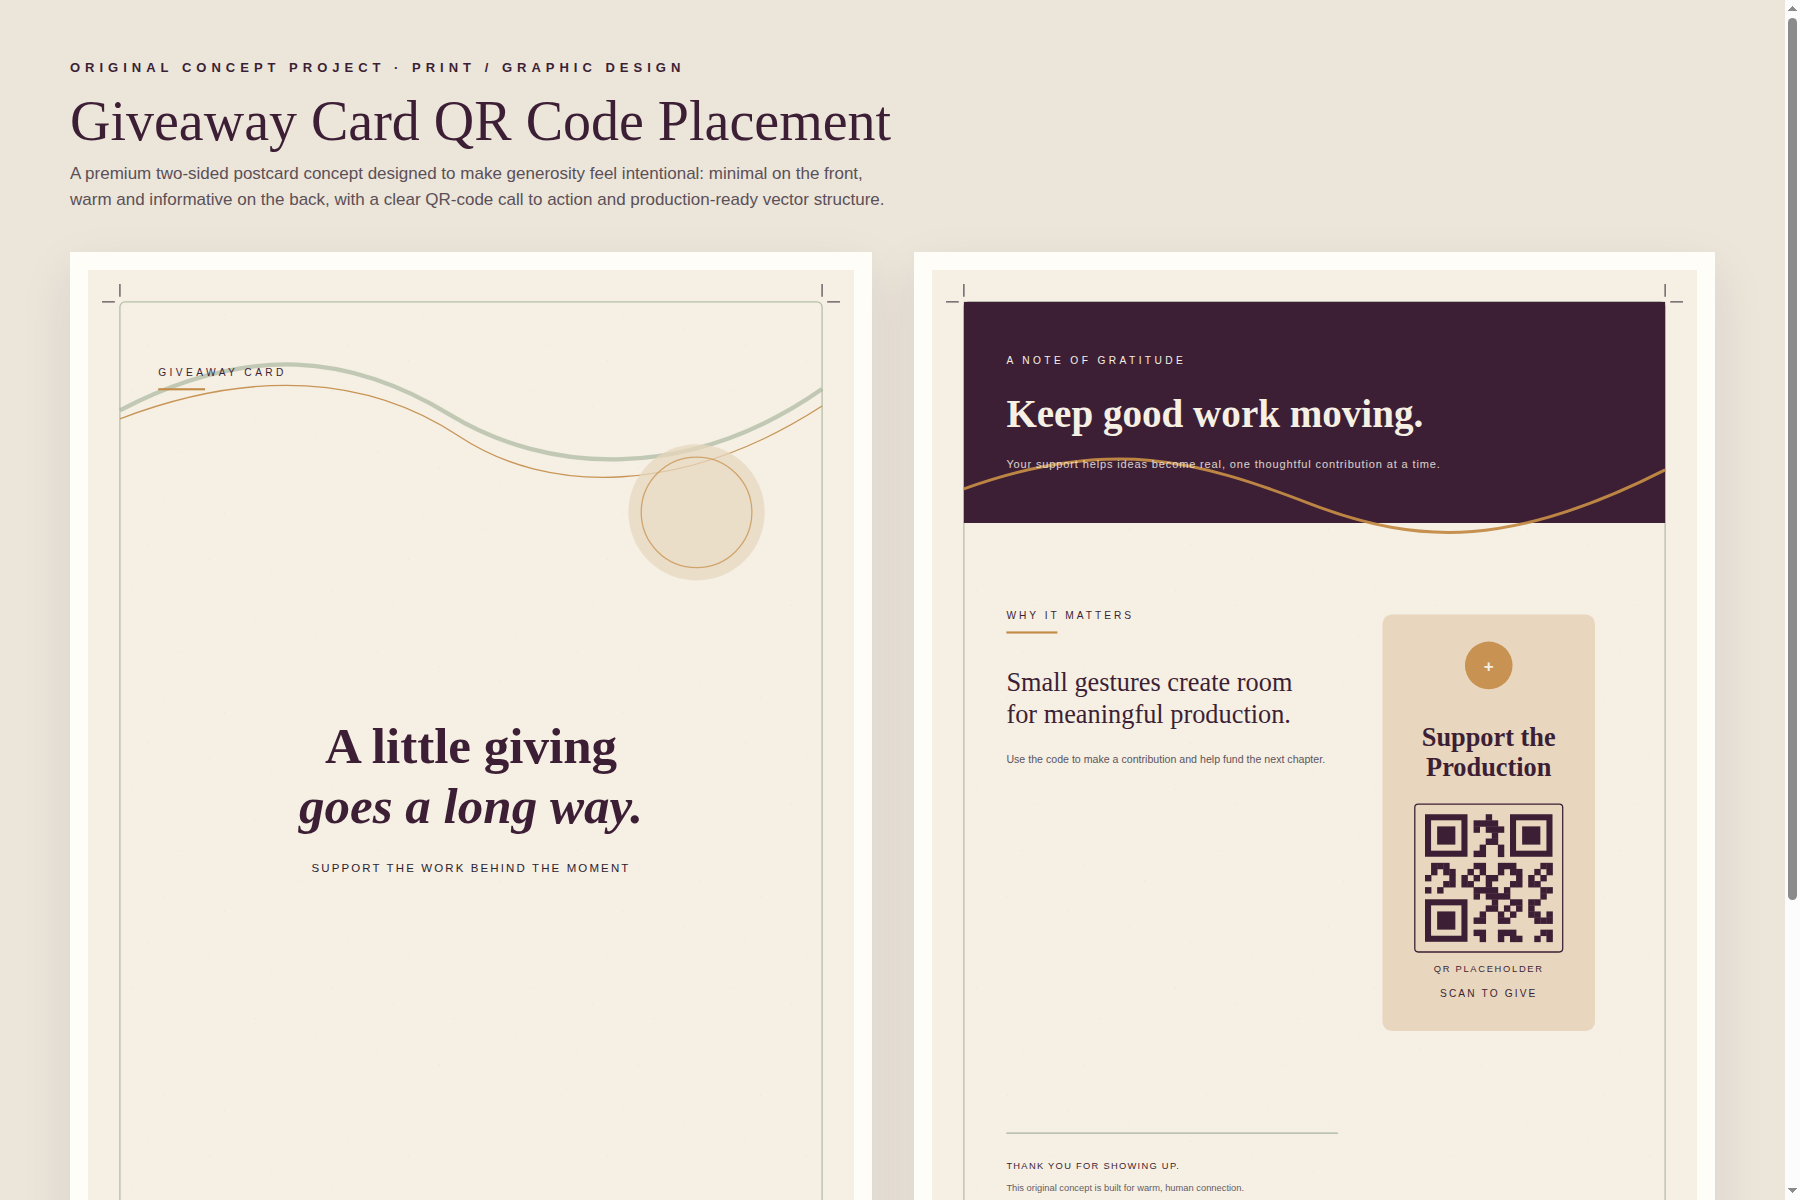 ORIGINAL CONCEPT PROJECT · PRINT / GRAPHIC DESIGN
Giveaway Card QR Code Placement
A premium two-sided postcard concept designed to make generosity feel intentional: minimal on the front,
warm and informative on the back, with a clear QR-code call to action and production-ready vector structure.
GIVEAWAY CARD
A little giving
goes a long way.
SUPPORT THE WORK BEHIND THE MOMENT
A NOTE OF GRATITUDE
Keep good work moving.
Your support helps ideas become real, one thoughtful contribution at a time.
WHY IT MATTERS
Small gestures create room
for meaningful production.
Use the code to make a contribution and help fund the next chapter.
+
Support the
Production
QR PLACEHOLDER
SCAN TO GIVE
THANK YOU FOR SHOWING UP.
This original concept is built for warm, human connection.